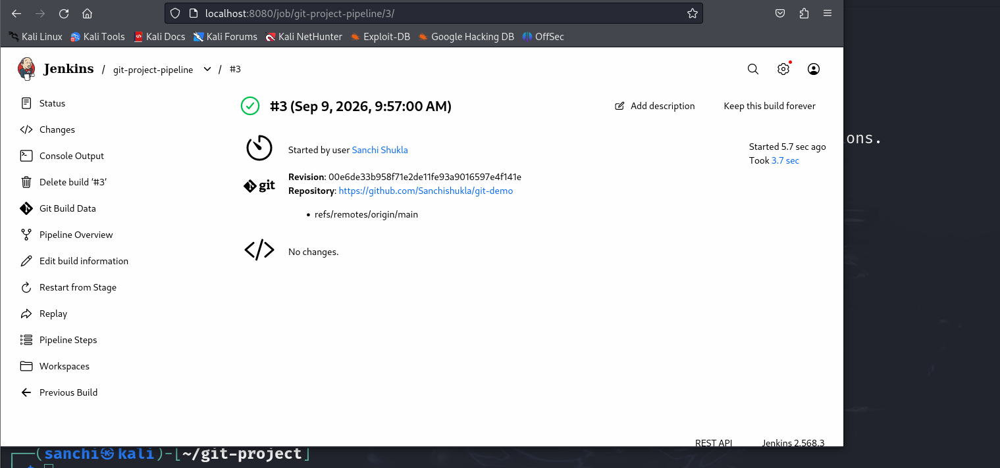 localhost:8080/job/git-project-pipeline/3/
Kali Linux Kali Tools Kali Docs Kali Forums Kali NetHunter Exploit-DB Google Hacking DB OffSec
Jenkins / git-project-pipeline / #3
Status
Changes
Console Output
Delete build ‘#3’
Git Build Data
Pipeline Overview
Edit build information
Restart from Stage
Replay
Pipeline Steps
Workspaces
Previous Build
#3 (Sep 9, 2026, 9:57:00 AM)
Add description
Keep this build forever
Started by user Sanchi Shukla
Started 5.7 sec ago
Took 3.7 sec
git
Revision: 00e6de33b958f71e2de11fe93a9016597e4f141e
Repository: https://github.com/Sanchishukla/git-demo
• refs/remotes/origin/main
No changes.
REST API
Jenkins 2.568.3
ons.
(sanchi㉿kali)-[~/git-project]